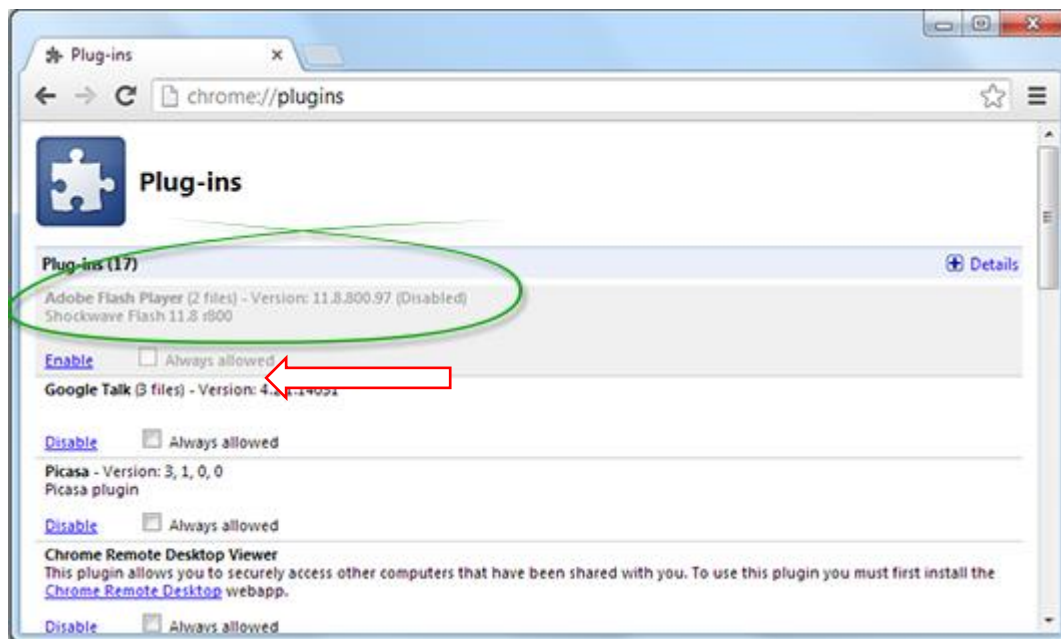 Plug-ins
chrome://plugins
Plug-ins
Plug-ins (17)
Details
Adobe Flash Player (2 files) - Version: 11.8.800.97 (Disabled)
Shockwave Flash 11.8 r800
Enable Always allowed
Google Talk (3 files) - Version:
Disable Always allowed
Picasa - Version: 3, 1, 0, 0
Picasa plugin
Disable Always allowed
Chrome Remote Desktop Viewer
This plugin allows you to securely access other computers that have been shared with you. To use this plugin you must first install the
Chrome Remote Desktop webapp.
Disable Always allowed